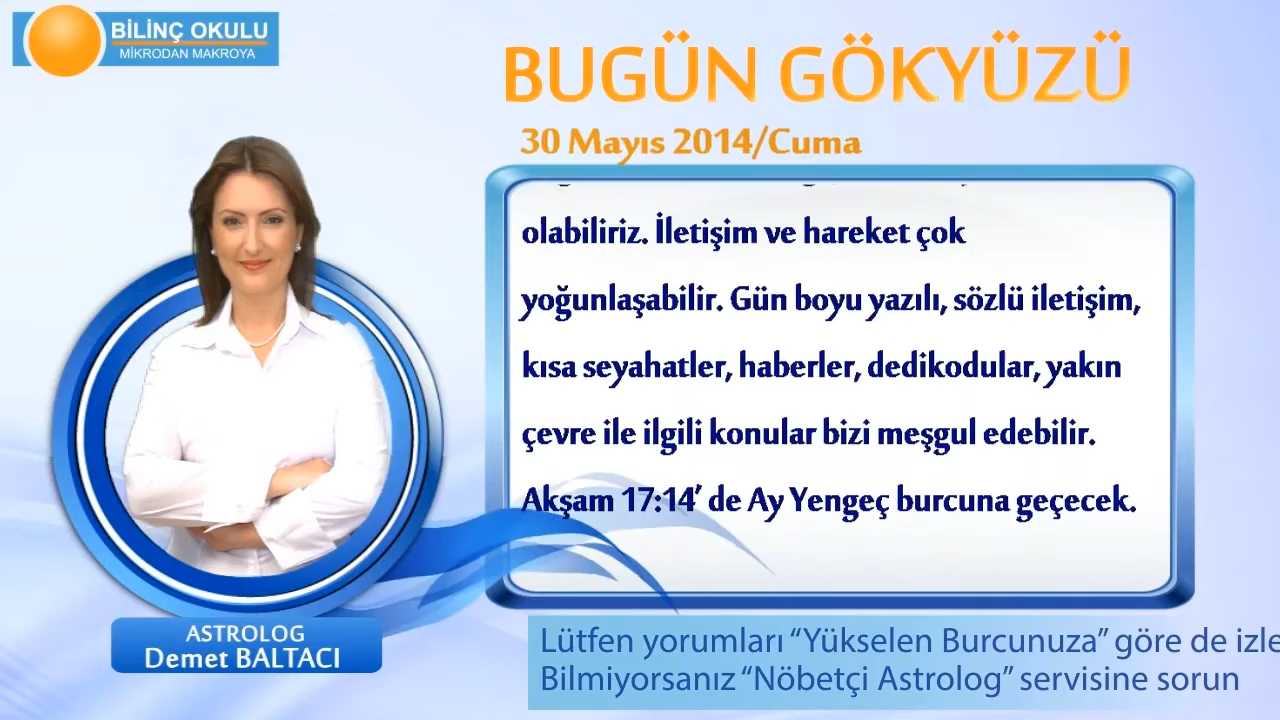 BİLİNÇ OKULU
MİKRODAN MAKROYA
BUGÜN GÖKYÜZÜ
30 Mayıs 2014/Cuma
olabiliriz. İletişim ve hareket çok
yoğunlaşabilir. Gün boyu yazılı, sözlü iletişim,
kısa seyahatler, haberler, dedikodular, yakın
çevre ile ilgili konular bizi meşgul edebilir.
Akşam 17:14’ de Ay Yengeç burcuna geçecek.
ASTROLOG
Demet BALTACI
Lütfen yorumları “Yükselen Burcunuza” göre de
Bilmiyorsanız “Nöbetçi Astrolog” servisine sorun